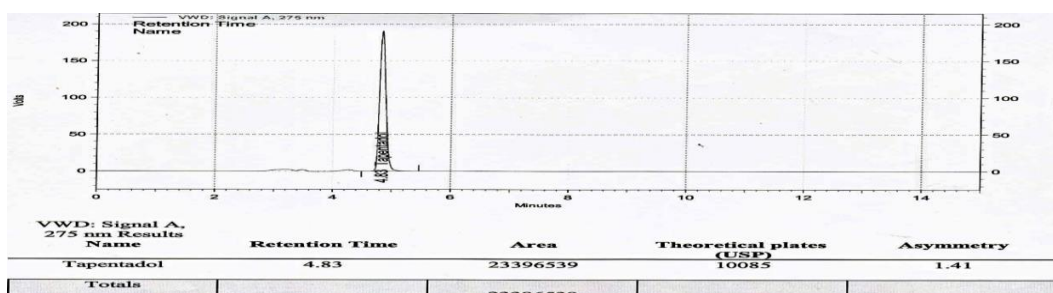 VWD: Signal A, 275 nm
Retention Time
Name
200 200
150 150
100 100
50 50
0 0
Volts
4.83 Tapentadol
0 2 4 6 8 10 12 14
Minutes
VWD: Signal A,
275 nm Results
Name Retention Time Area Theoretical plates (USP) Asymmetry
Tapentadol 4.83 23396539 10085 1.41
Totals